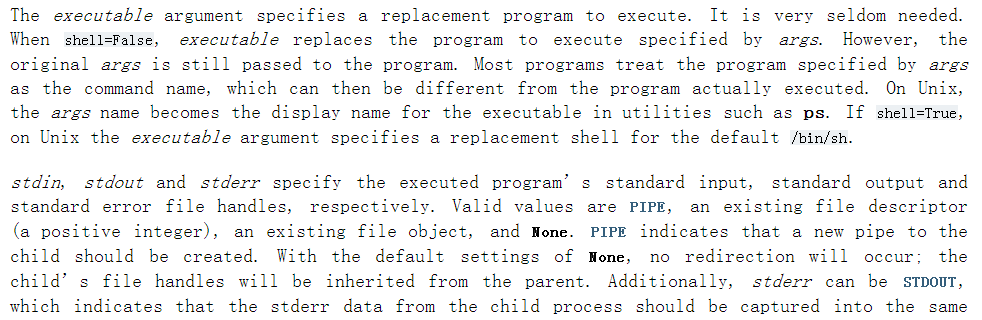 The executable argument specifies a replacement program to execute. It is very seldom needed.
When shell=False, executable replaces the program to execute specified by args. However, the
original args is still passed to the program. Most programs treat the program specified by args
as the command name, which can then be different from the program actually executed. On Unix,
the args name becomes the display name for the executable in utilities such as ps. If shell=True,
on Unix the executable argument specifies a replacement shell for the default /bin/sh.
stdin, stdout and stderr specify the executed program’s standard input, standard output and
standard error file handles, respectively. Valid values are PIPE, an existing file descriptor
(a positive integer), an existing file object, and None. PIPE indicates that a new pipe to the
child should be created. With the default settings of None, no redirection will occur; the
child’s file handles will be inherited from the parent. Additionally, stderr can be STDOUT,
which indicates that the stderr data from the child process should be captured into the same